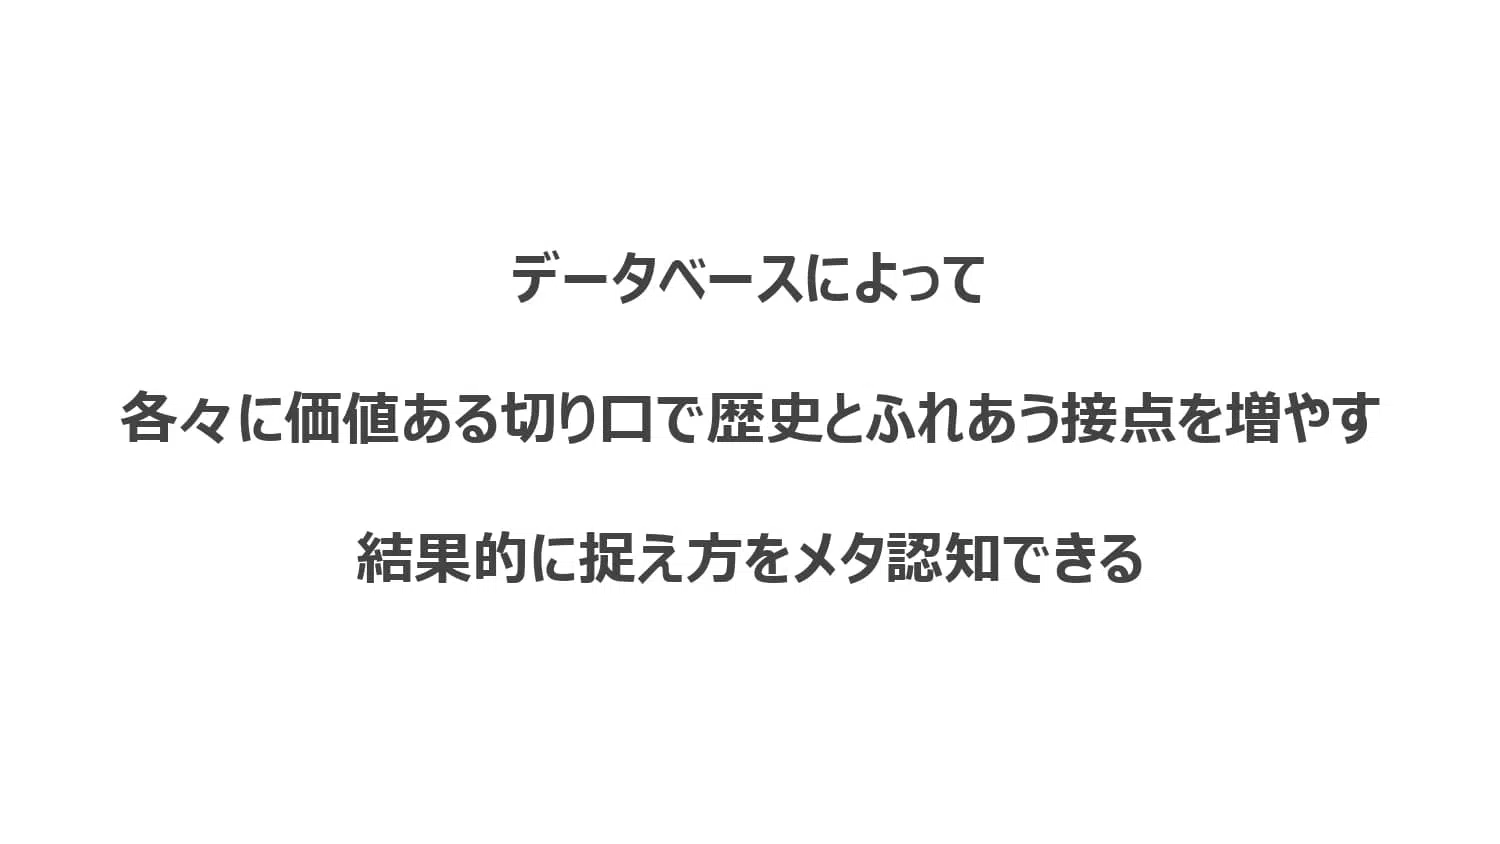 データベースによって
各々に価値ある切り口で歴史とふれあう接点を増やす
結果的に捉え方をメタ認知できる